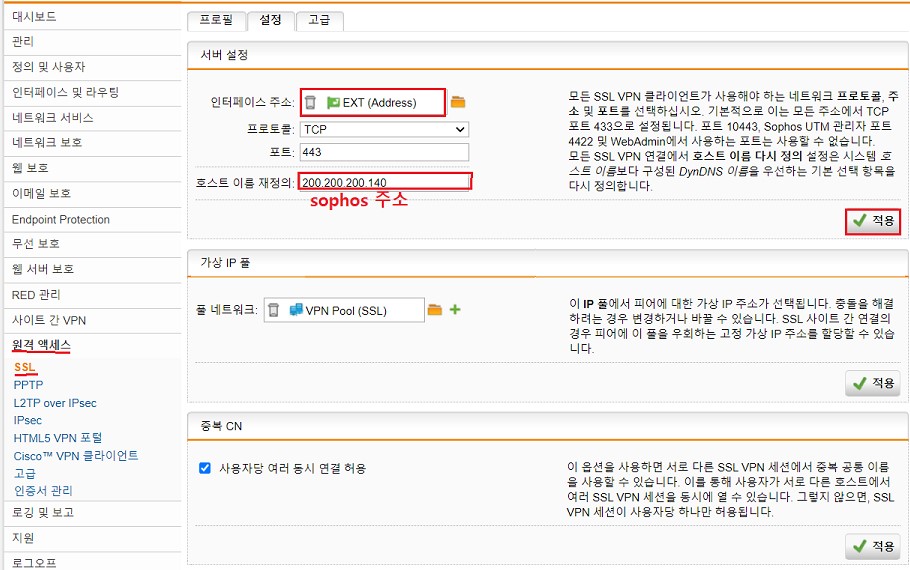 대시보드
관리
정의 및 사용자
인터페이스 및 라우팅
네트워크 서비스
네트워크 보호
웹 보호
이메일 보호
Endpoint Protection
무선 보호
웹 서버 보호
RED 관리
사이트 간 VPN
원격 액세스
SSL
PPTP
L2TP over IPsec
IPsec
HTML5 VPN 포털
Cisco™ VPN 클라이언트
고급
인증서 관리
로깅 및 보고
지원
로그오프
프로필 설정 고급
서버 설정
인터페이스 주소: EXT (Address)
프로토콜: TCP
포트: 443
호스트 이름 재정의: 200.200.200.140
sophos 주소
모든 SSL VPN 클라이언트가 사용해야 하는 네트워크 프로토콜, 주
소 및 포트를 선택하십시오. 기본적으로 이는 모든 주소에서 TCP
포트 433으로 설정됩니다. 포트 10443, Sophos UTM 관리자 포트
4422 및 WebAdmin에서 사용하는 포트는 사용할 수 없습니다.
모든 SSL VPN 연결에서 호스트 이름 다시 정의 설정은 시스템 호
스트 이름보다 구성된 DynDNS 이름을 우선하는 기본 선택 항목을
다시 정의합니다.
적용
가상 IP 풀
풀 네트워크: VPN Pool (SSL)
이 IP 풀에서 피어에 대한 가상 IP 주소가 선택됩니다. 충돌을 해결
하려는 경우 변경하거나 바꿀 수 있습니다. SSL 사이트 간 연결의
경우 피어에 이 풀을 우회하는 고정 가상 IP 주소를 할당할 수 있습
니다.
적용
중복 CN
사용자당 여러 동시 연결 허용
이 옵션을 사용하면 서로 다른 SSL VPN 세션에서 중복 공통 이름
을 사용할 수 있습니다. 이를 통해 사용자가 서로 다른 호스트에서
여러 SSL VPN 세션을 동시에 열 수 있습니다. 그렇지 않으면, SSL
VPN 세션이 사용자당 하나만 허용됩니다.
적용